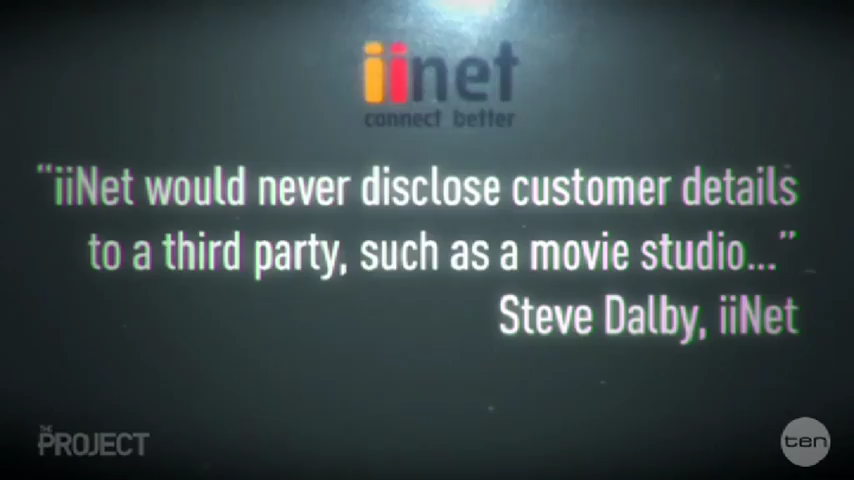 iinet
connect better
“iiNet would never disclose customer details
to a third party, such as a movie studio...”
Steve Dalby, iiNet
THE
PROJECT
ten